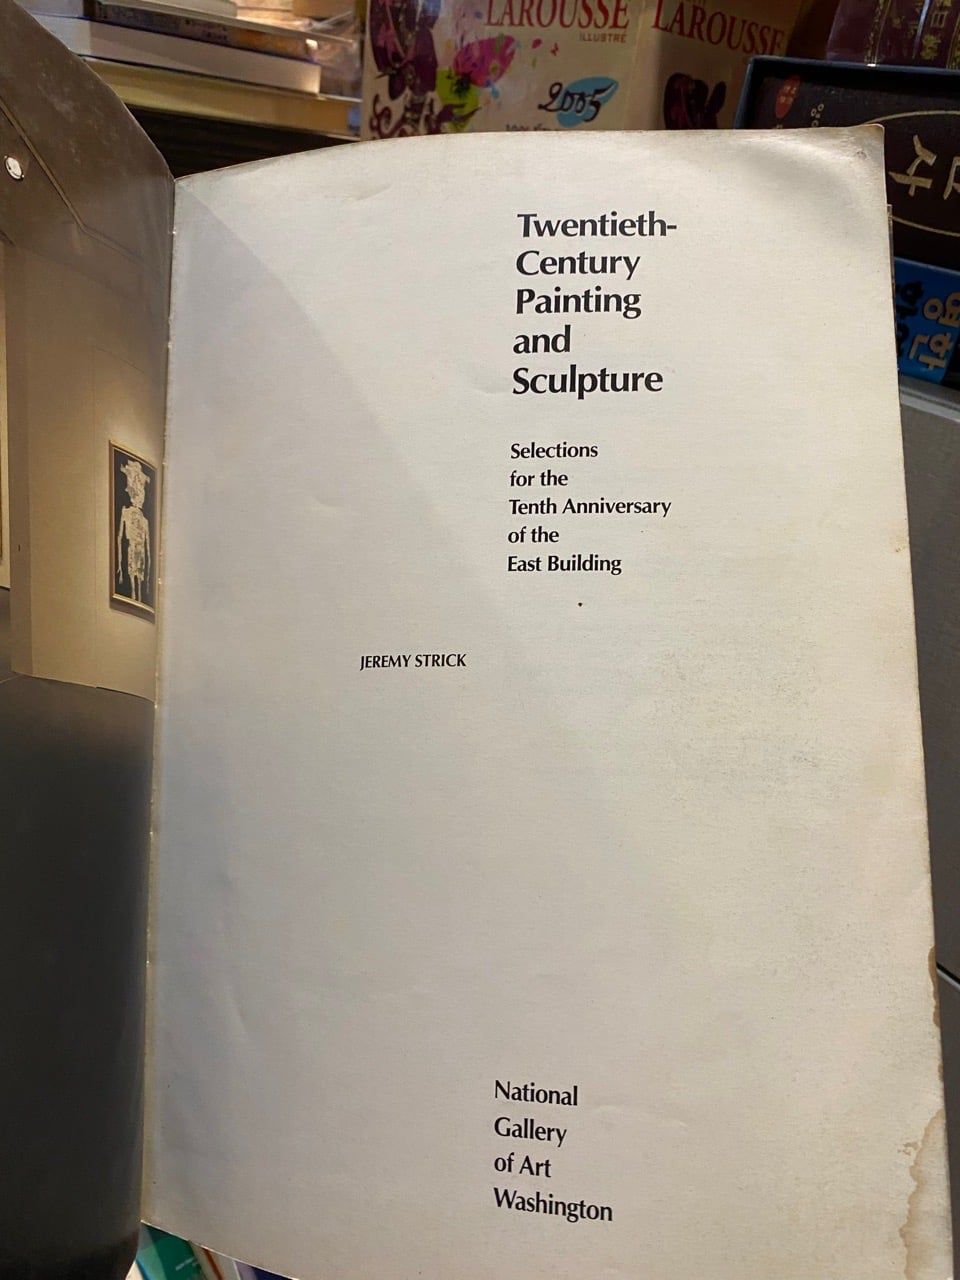 LAROUSSE
ILLUSTRÉ
2005
LAROUSSE
Twentieth-
Century
Painting
and
Sculpture
Selections
for the
Tenth Anniversary
of the
East Building
JEREMY STRICK
National
Gallery
of Art
Washington